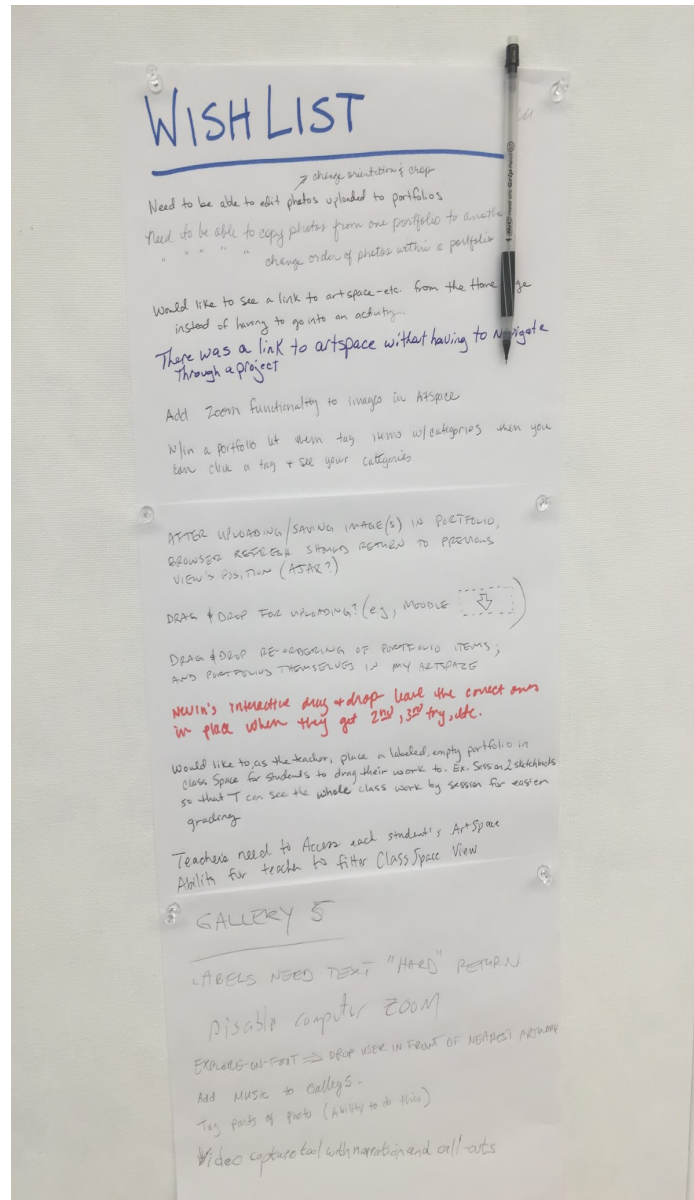 WISH LIST
→ change orientation & crop
Need to be able to edit photos uploaded to portfolios
Need to be able to copy photos from one portfolio to another
" " " " " change order of photos within a portfolio
Would like to see a link to artspace-etc. from the Home ge
instead of having to go into an activity.
There was a link to artspace without having to Navigate
Through a project
Add Zoom functionality to images in Artspace
W/in a portfolio let them tag items w/categories then you
can click a tag + see your categories
AFTER UPLOADING/SAVING IMAGE(S) IN PORTFOLIO,
BROWSER REFRESH SHOULD RETURN TO PREVIOUS
VIEW'S POSITION (AJAX?)
DRAG & DROP FOR UPLOADING? (eg, MOODLE ⇩)
DRAG & DROP RE-ORDERING OF PORTFOLIO ITEMS;
AND PORTFOLIOS THEMSELVES IN MY ARTSPACE
Nevin's interactive drag + drop leave the correct ones
in place when they get 2nd, 3rd try, etc.
Would like to, as the teacher, place a labeled, empty portfolio in
Class Space for students to drag their work to. Ex. Session 2 sketchbooks
so that I can see the whole class work by session for easier
grading
Teachers need to Access each student's ArtSpace
Ability for teacher to filter Class Space View
GALLERY 5
LABELS NEED TEXT "HARD" RETURN
Disable computer ZOOM
EXPLORE-ON-FOOT ⇒ DROP USER IN FRONT OF NEAREST ARTWORK
Add MUSIC to Gallery 5.
Tag parts of photo (Ability to do this)
Video capture tool with narration and call-outs